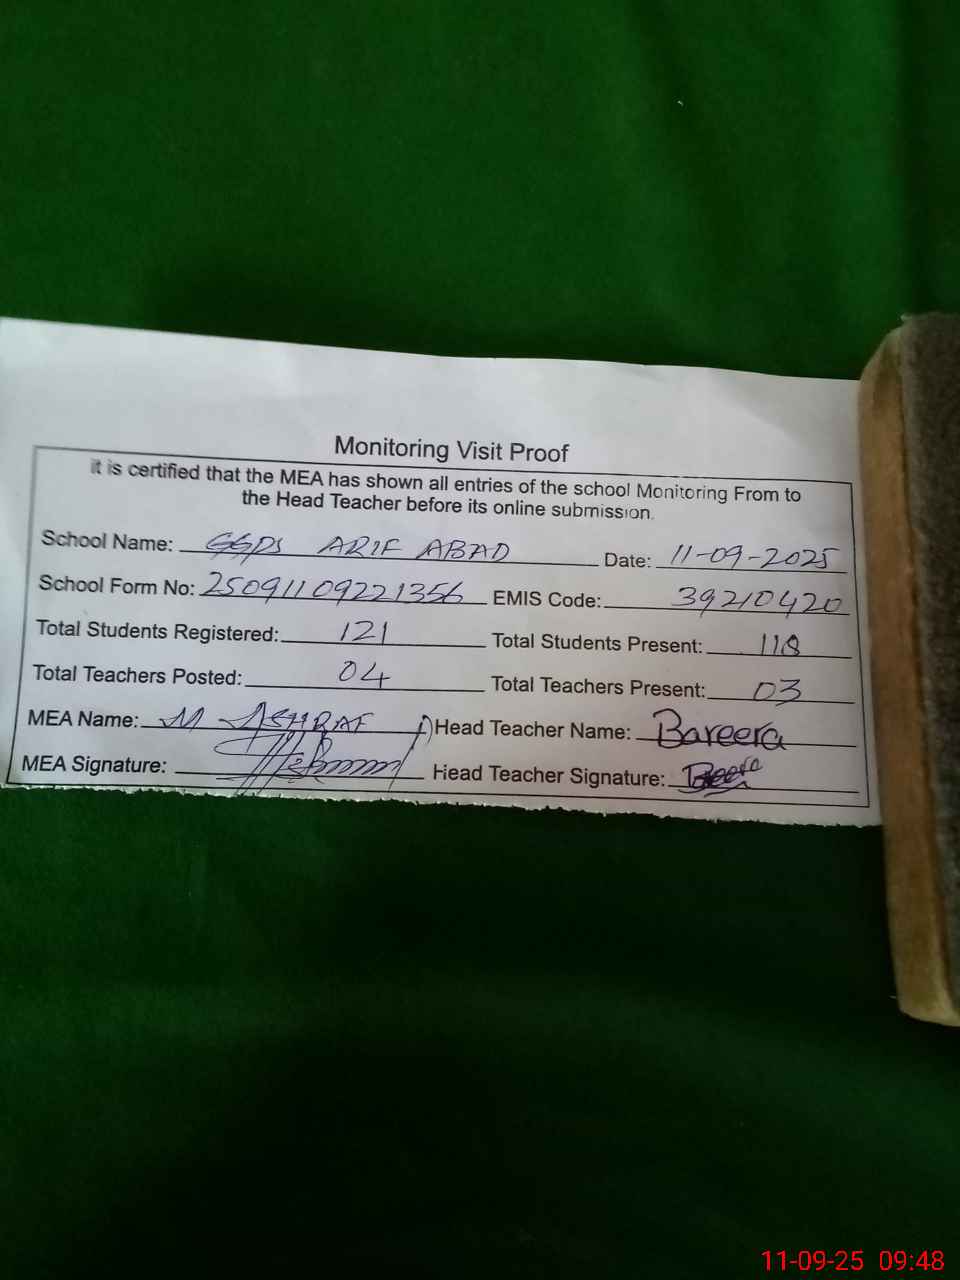 Monitoring Visit Proof
it is certified that the MEA has shown all entries of the school Monitoring From to
the Head Teacher before its online submission.
School Name: GGPS ARIF ABAD Date: 11-09-2025
School Form No: 25091109221356 EMIS Code: 39210420
Total Students Registered: 121 Total Students Present: 118
Total Teachers Posted: 04 Total Teachers Present: 03
MEA Name: M ASHRAF Head Teacher Name: Bareera
MEA Signature: Head Teacher Signature: Bareera
11-09-25 09:48